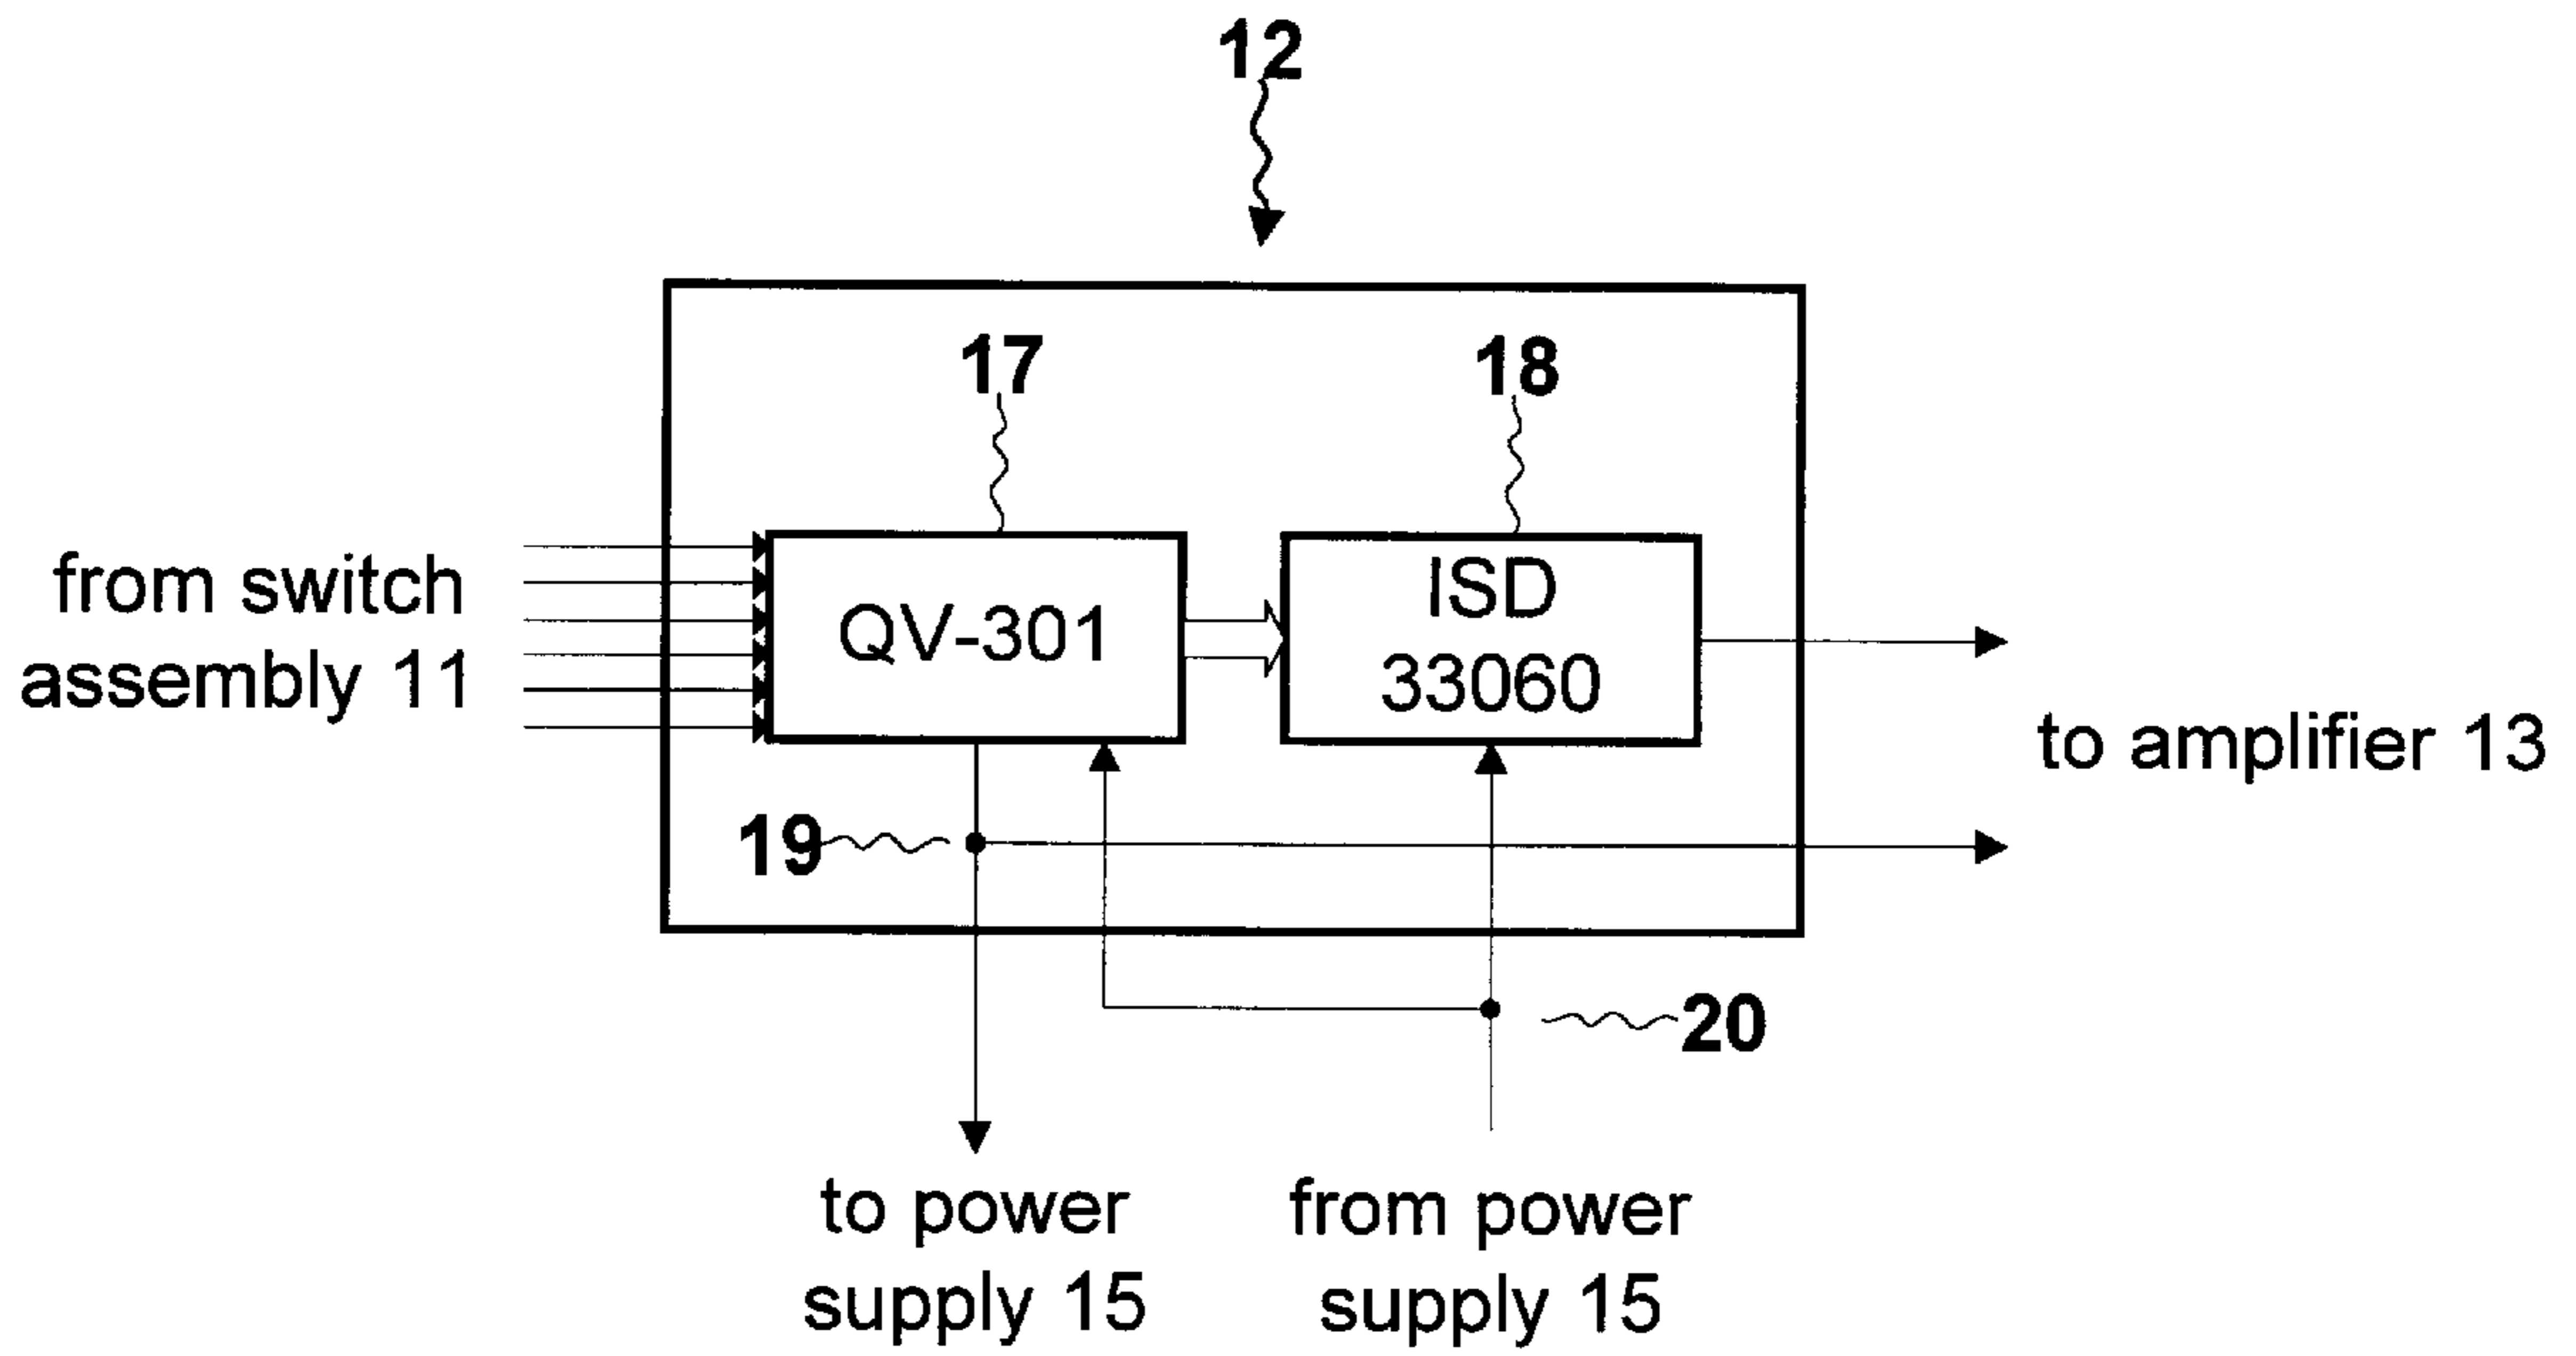 12
17
18
from switch
assembly 11
QV-301
ISD
33060
to amplifier 13
19
20
to power
supply 15
from power
supply 15